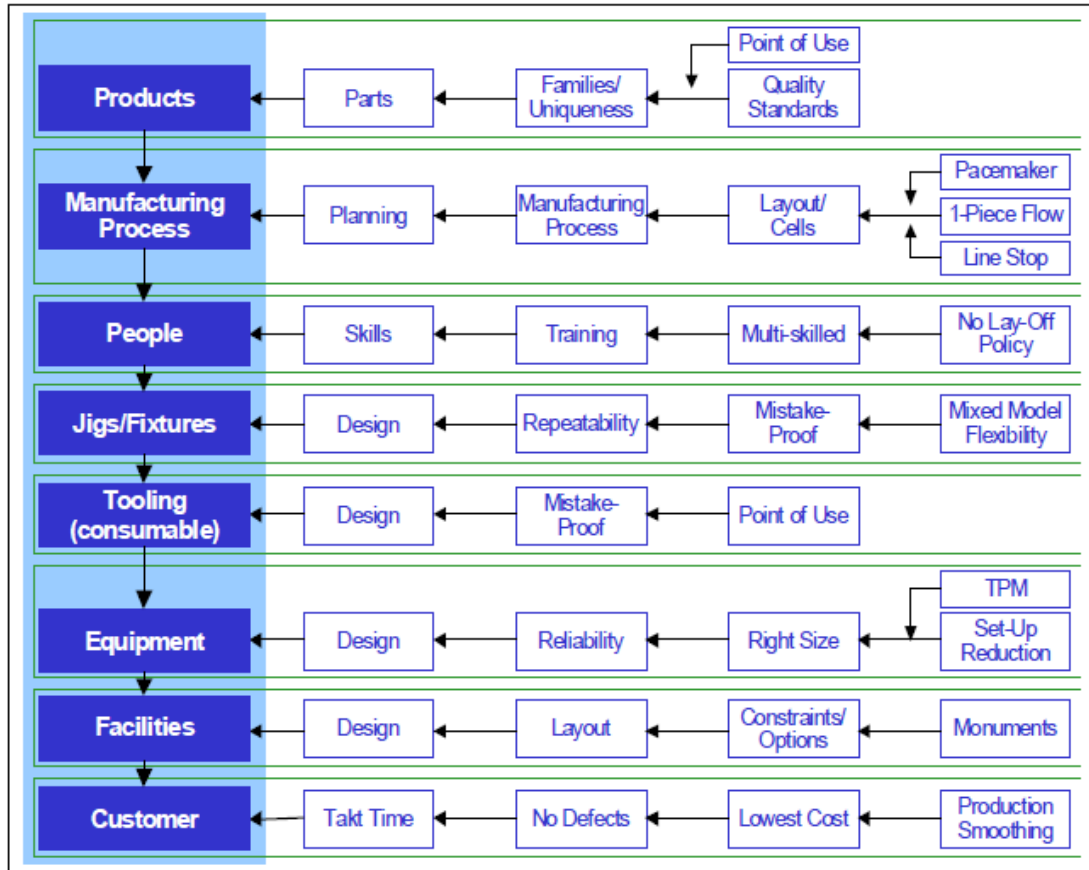 Point of Use
Products
Parts
Families/
Uniqueness
Quality
Standards
Pacemaker
Manufacturing
Process
Planning
Manufacturing
Process
Layout/
Cells
1-Piece Flow
Line Stop
People
Skills
Training
Multi-skilled
No Lay-Off
Policy
Jigs/Fixtures
Design
Repeatability
Mistake-
Proof
Mixed Model
Flexibility
Tooling
(consumable)
Design
Mistake-
Proof
Point of Use
TPM
Equipment
Design
Reliability
Right Size
Set-Up
Reduction
Facilities
Design
Layout
Constraints/
Options
Monuments
Customer
Takt Time
No Defects
Lowest Cost
Production
Smoothing